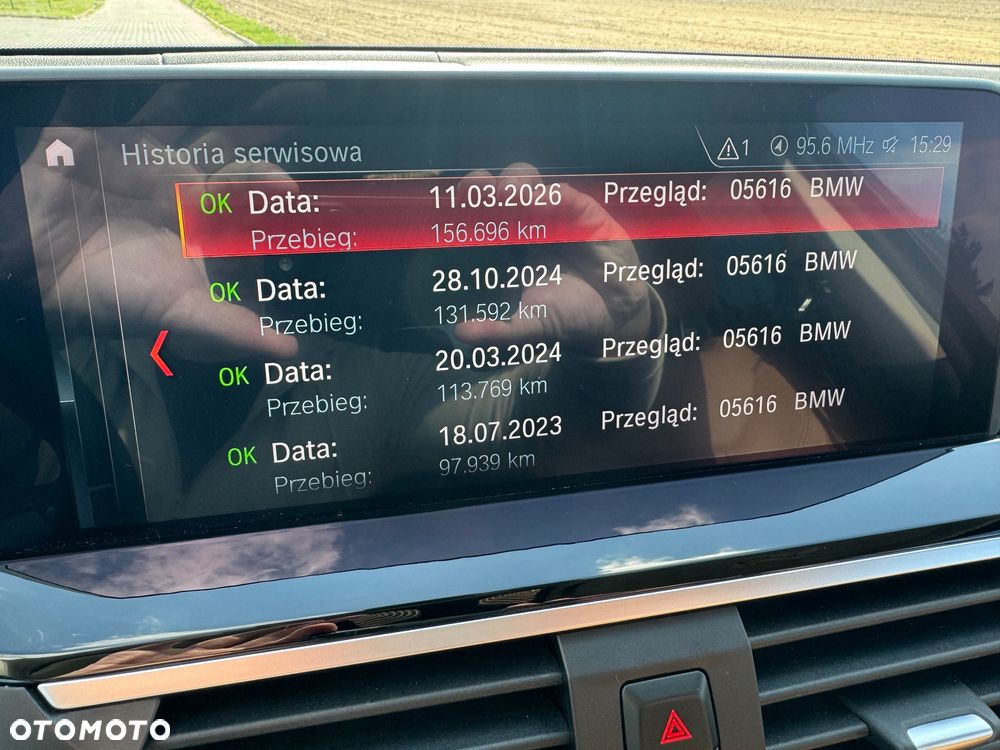 Historia serwisowa
1 95.6 MHz 15:29
OK Data: 11.03.2026 Przegląd: 05616 BMW
Przebieg: 156.696 km
OK Data: 28.10.2024 Przegląd: 05616 BMW
Przebieg: 131.592 km
OK Data: 20.03.2024 Przegląd: 05616 BMW
Przebieg: 113.769 km
OK Data: 18.07.2023 Przegląd: 05616 BMW
Przebieg: 97.939 km
OTOMOTO